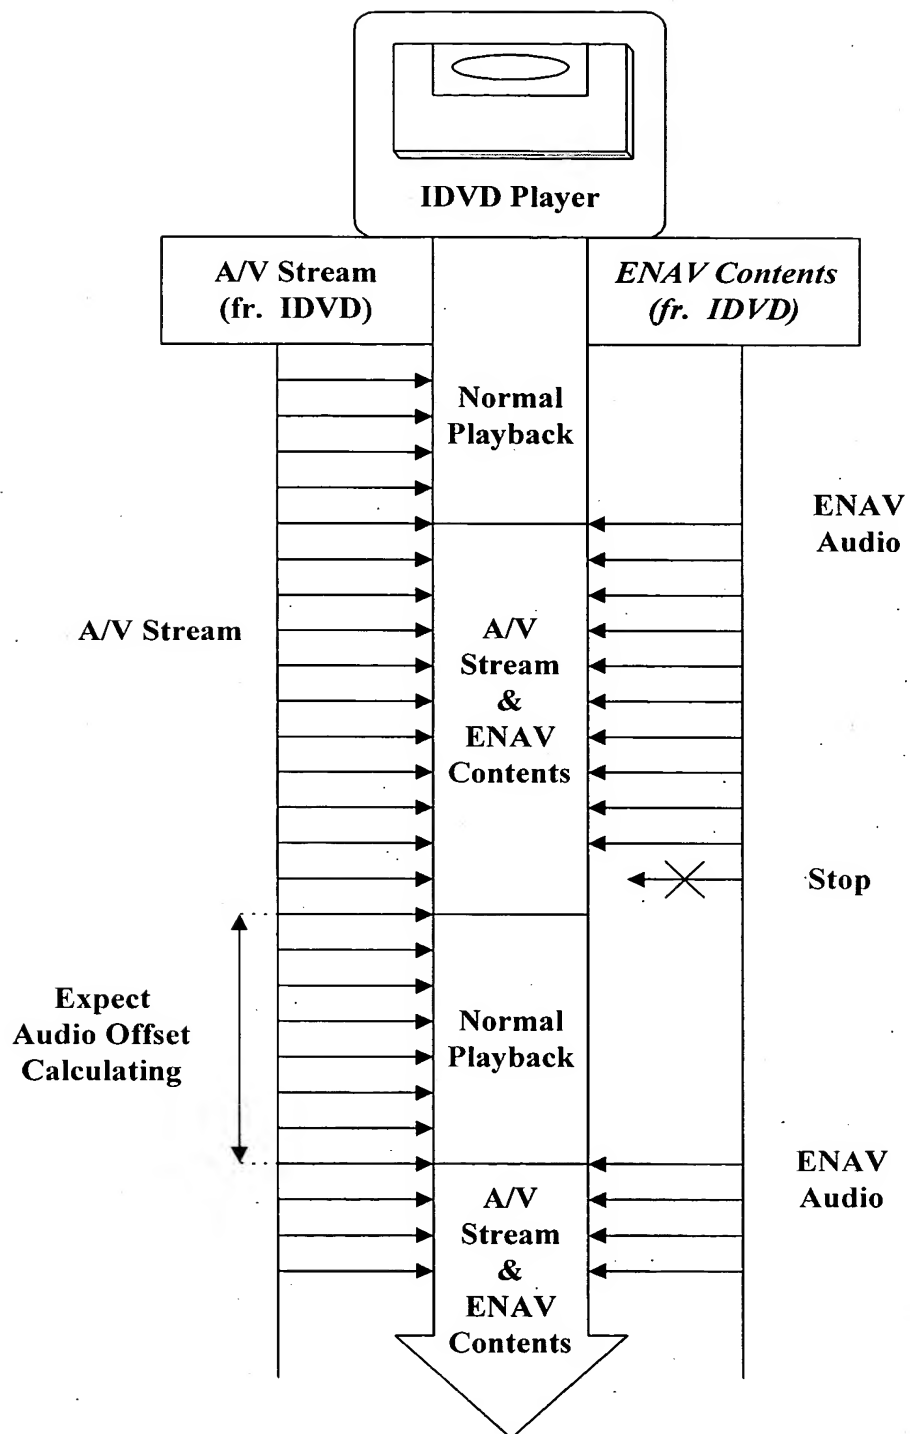 IDVD Player
A/V Stream
(fr. IDVD)
ENAV Contents
(fr. IDVD)
Normal
Playback
ENAV
Audio
A/V Stream
A/V
Stream
&
ENAV
Contents
Stop
Expect
Audio Offset
Calculating
Normal
Playback
ENAV
Audio
A/V
Stream
&
ENAV
Contents